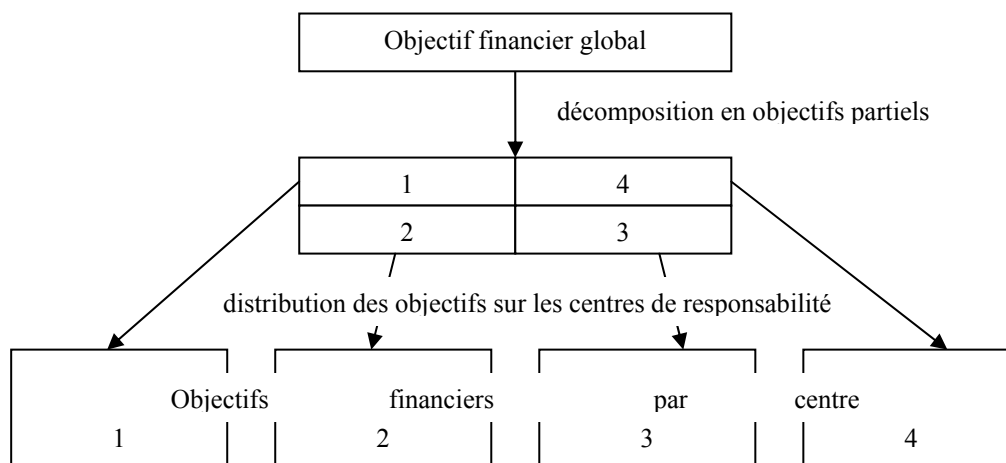 Objectif financier global
décomposition en objectifs partiels
1 4
2 3
distribution des objectifs sur les centres de responsabilité
Objectifs financiers par centre
1 2 3 4